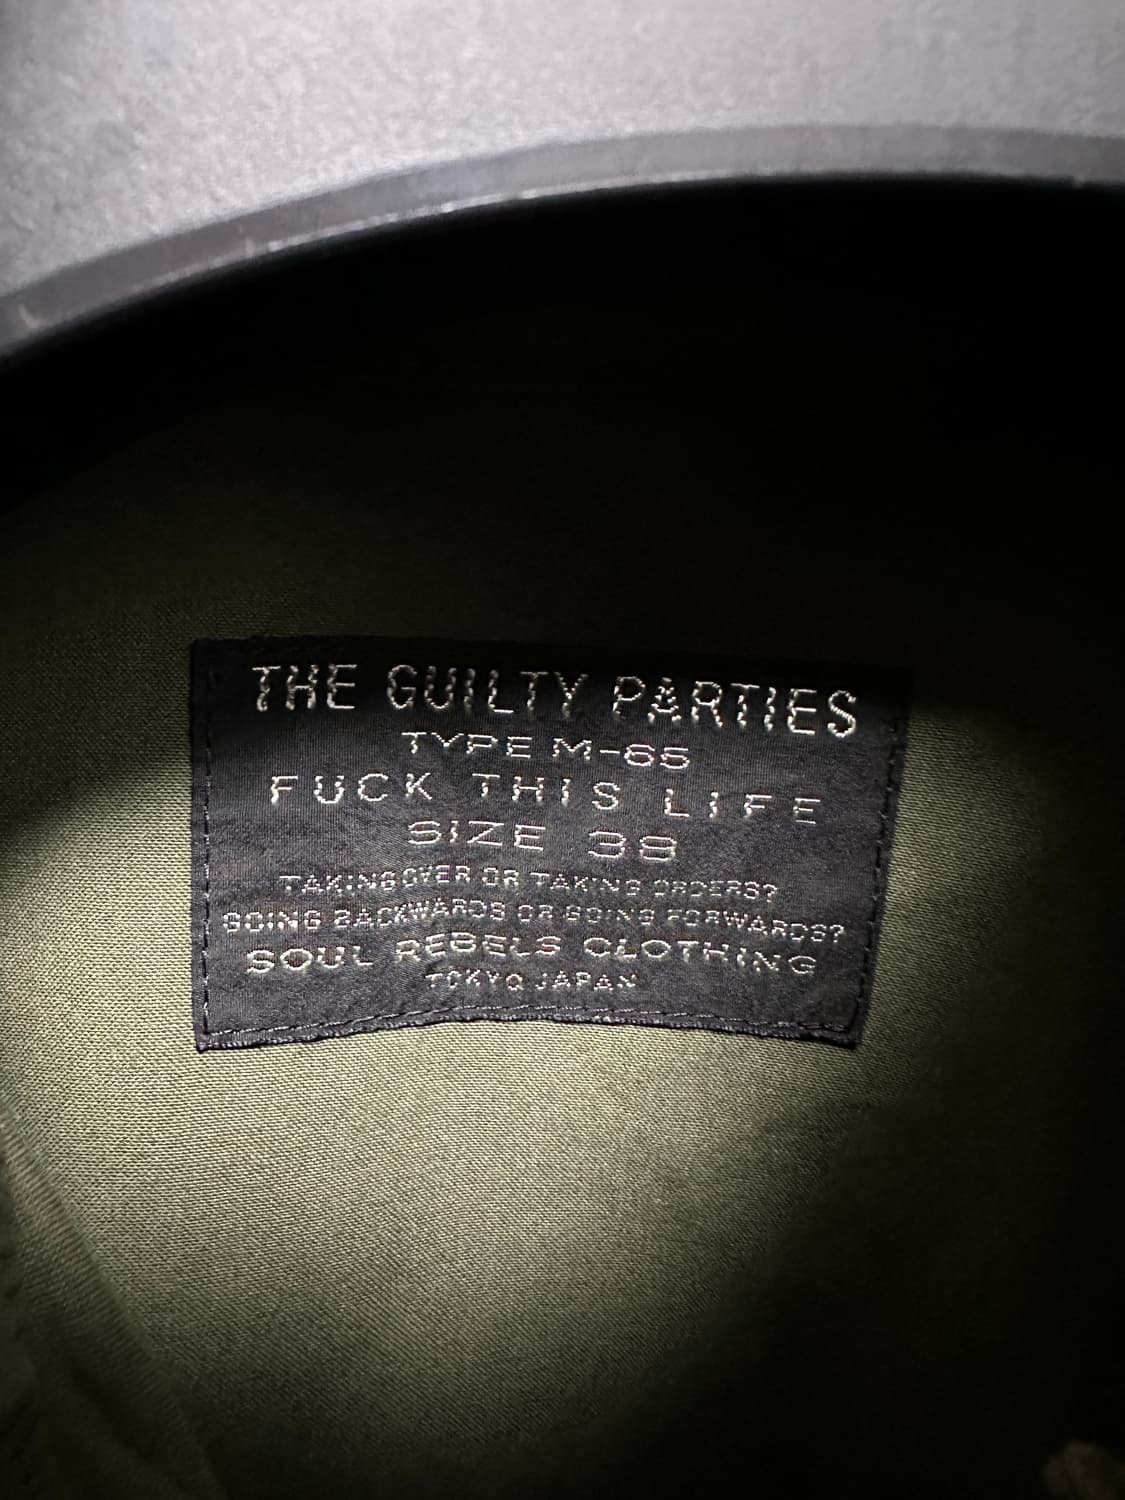 THE GUILTY PARTIES
TYPE M-65
FUCK THIS LIFE
SIZE 38
TAKING OVER OR TAKING ORDERS?
GOING BACKWARDS OR GOING FORWARDS?
SOUL REBELS CLOTHING
TOKYO JAPAN